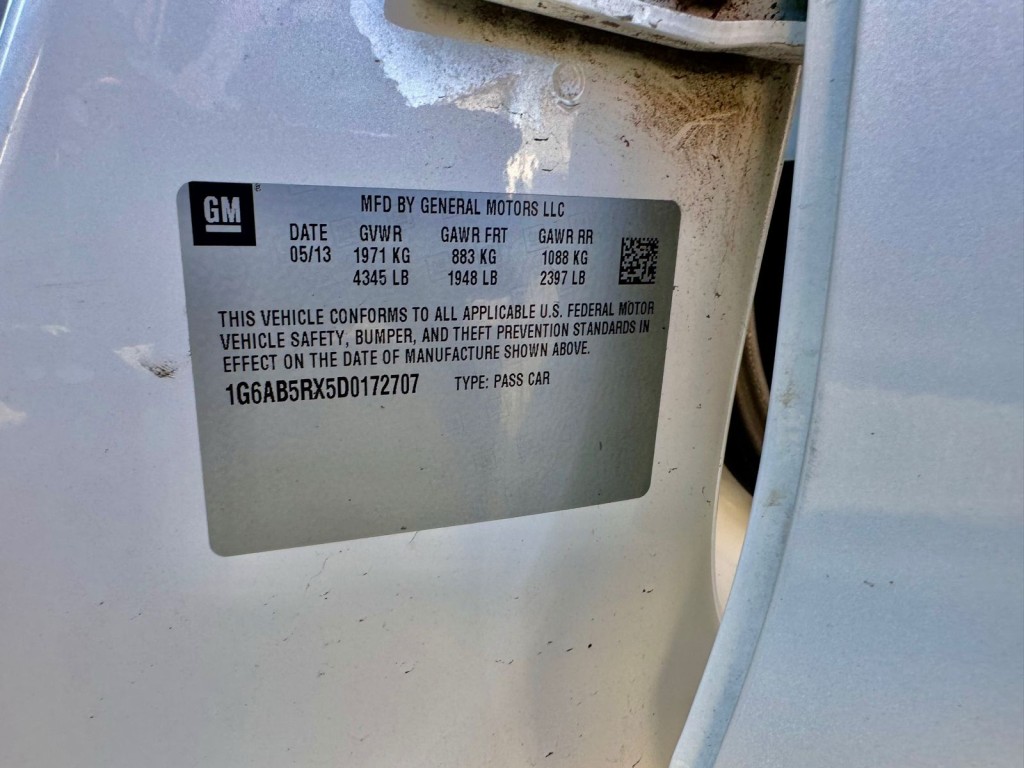 GM
MFD BY GENERAL MOTORS LLC
DATE GVWR GAWR FRT GAWR RR
05/13 1971 KG 883 KG 1088 KG
4345 LB 1948 LB 2397 LB
THIS VEHICLE CONFORMS TO ALL APPLICABLE U.S. FEDERAL MOTOR
VEHICLE SAFETY, BUMPER, AND THEFT PREVENTION STANDARDS IN
EFFECT ON THE DATE OF MANUFACTURE SHOWN ABOVE.
1G6AB5RX5D0172707 TYPE: PASS CAR